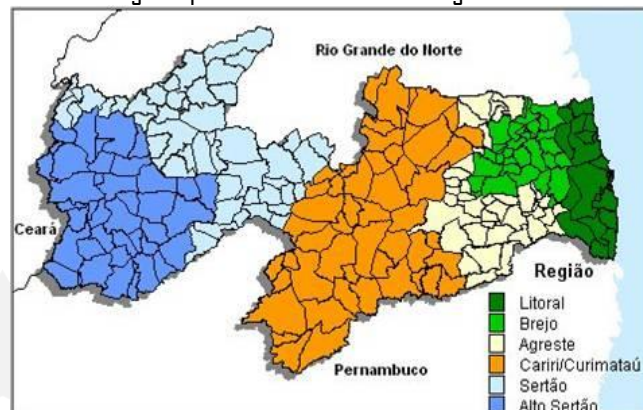 Rio Grande do Norte
Ceará
Pernambuco
Região
Litoral
Brejo
Agreste
Cariri/Curimataú
Sertão
Alto Sertão